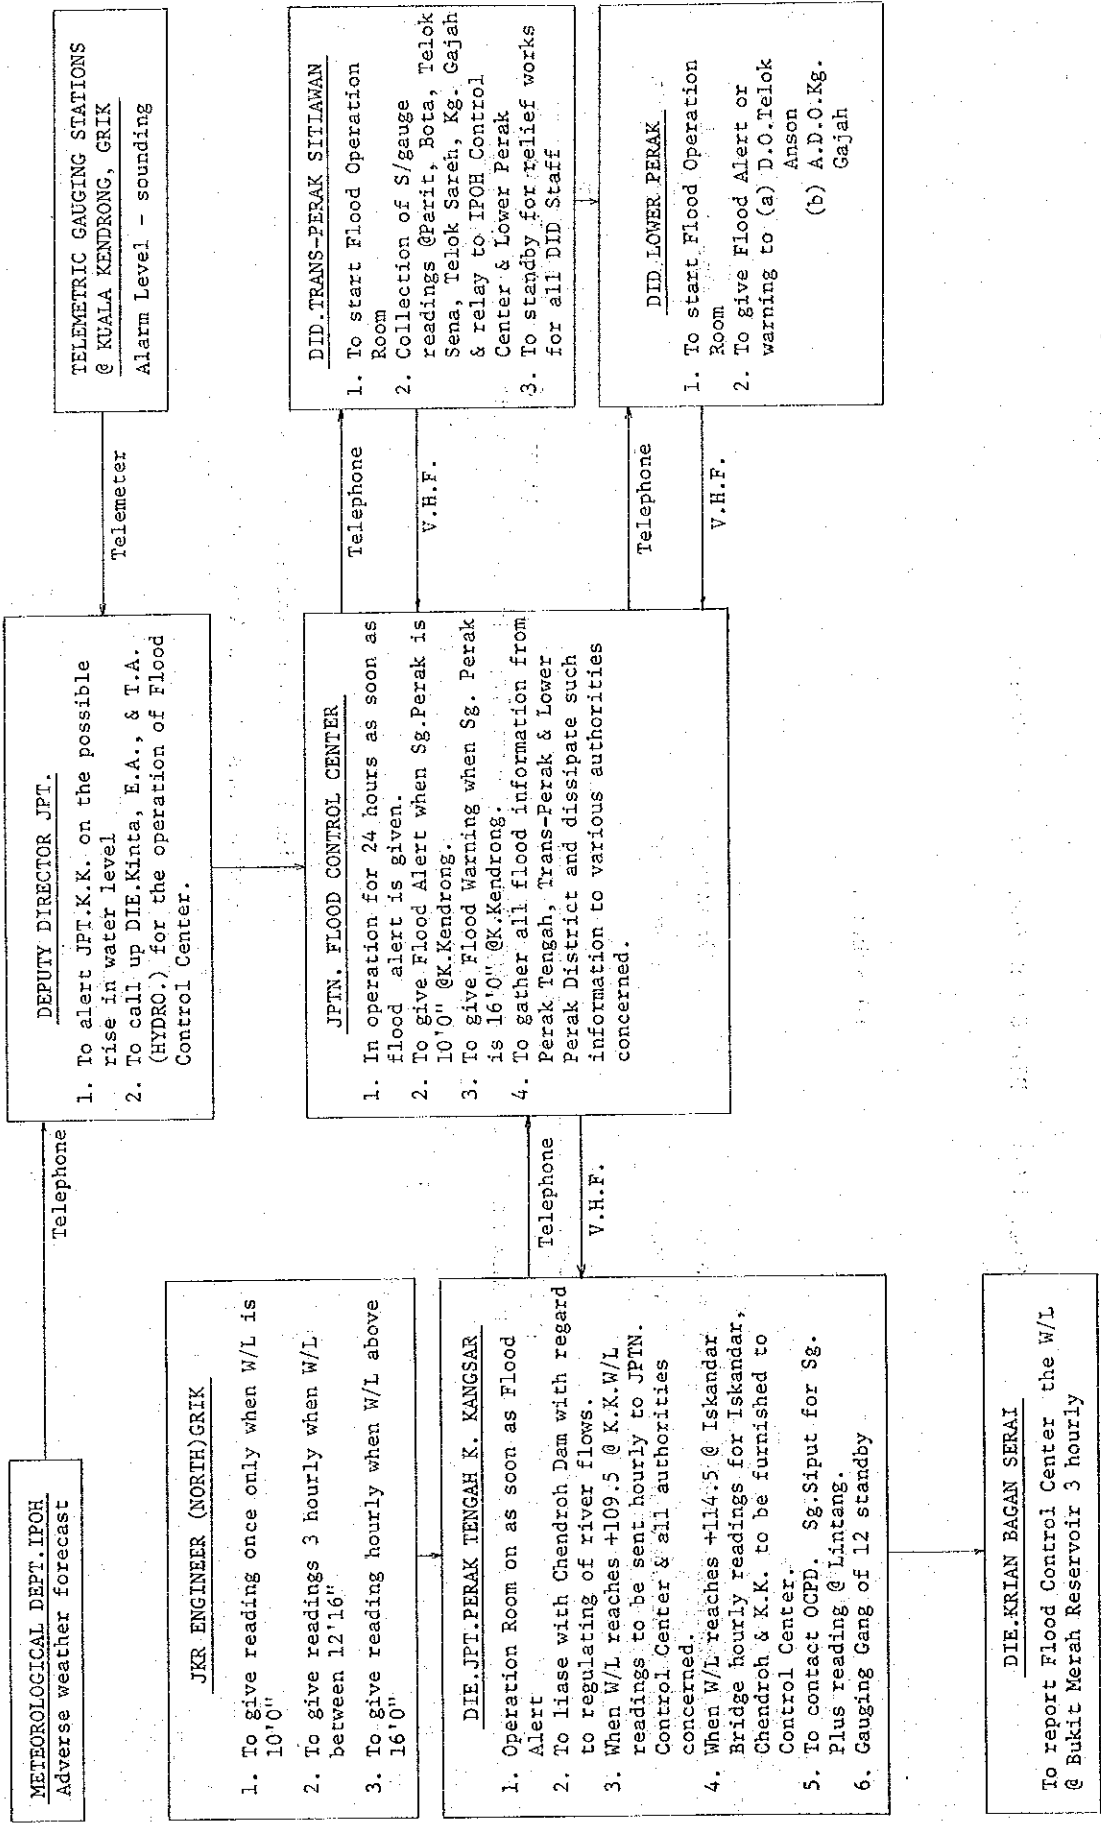 METEOROLOGICAL DEPT.IPOH
Adverse weather forecast
Telephone
DEPUTY DIRECTOR JPT.
1. To alert JPT.K.K. on the possible
rise in water level
2. To call up DIE.Kinta, E.A., & T.A.
(HYDRO.) for the operation of Flood
Control Center.
Telemeter
TELEMETRIC GAUGING STATIONS
@ KUALA KENDRONG, GRIK
Alarm Level - sounding
JKR ENGINEER (NORTH)GRIK
1. To give reading once only when W/L is
10'0"
2. To give readings 3 hourly when W/L
between 12'16"
3. To give reading hourly when W/L above
16'0"
DIE.JPT.PERAK TENGAH K. KANGSAR
1. Operation Room on as soon as Flood
Alert
2. To liase with Chendroh Dam with regard
to regulating of river flows.
3. When W/L reaches +109.5 @ K.K.W/L
readings to be sent hourly to JPTN.
Control Center & all authorities
concerned.
4. When W/L reaches +114.5 @ Iskandar
Bridge hourly readings for Iskandar,
Chendroh & K.K. to be furnished to
Control Center.
5. To contact OCPD. Sg.Siput for Sg.
Plus reading @ Lintang.
6. Gauging Gang of 12 standby
Telephone
V.H.F.
JPTN. FLOOD CONTROL CENTER
1. In operation for 24 hours as soon as
flood alert is given.
2. To give Flood Alert when Sg.Perak is
10'0" @K.Kendrong.
3. To give Flood Warning when Sg. Perak
is 16'0" @K.Kendrong.
4. To gather all flood information from
Perak Tengah, Trans-Perak & Lower
Perak District and dissipate such
information to various authorities
concerned.
Telephone
V.H.F.
DID.TRANS-PERAK SITIAWAN
1. To start Flood Operation
Room
2. Collection of S/gauge
readings @Parit, Bota, Telok
Sena, Telok Sareh, Kg. Gajah
& relay to IPOH Control
Center & Lower Perak
3. To standby for relief works
for all DID Staff
Telephone
V.H.F.
DID.LOWER PERAK
1. To start Flood Operation
Room
2. To give Flood Alert or
warning to (a) D.O.Telok
Anson
(b) A.D.O.Kg.
Gajah
DIE.KRIAN BAGAN SERAI
To report Flood Control Center the W/L
@ Bukit Merah Reservoir 3 hourly